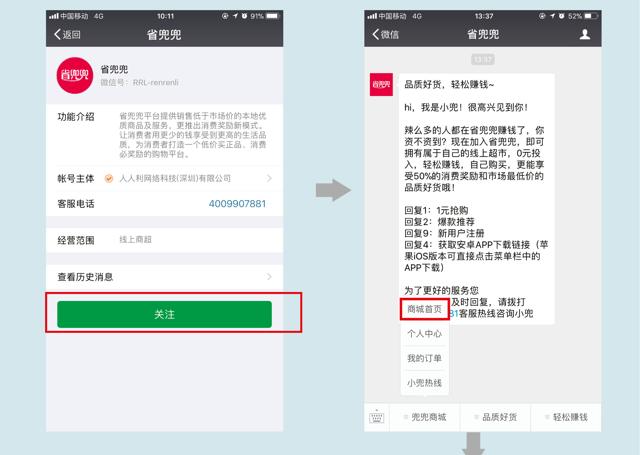 中国移动 4G 10:11 91%
返回 省兜兜
省兜兜
省兜兜
微信号：RRL-renrenli
功能介绍 省兜兜平台提供销售低于市场价的本地优
质商品及服务，更推出消费奖励新模式。
让消费者用更少的钱享受到更高的生活品
质，为消费者打造一个低价买正品、消费
必奖励的购物平台。
帐号主体 人人利网络科技(深圳)有限公司
客服电话 4009907881
经营范围 线上商超
查看历史消息
关注
中国移动 4G 13:37 52%
微信 省兜兜
13:37
省兜兜
品质好货，轻松赚钱~
hi，我是小兜！很高兴见到你！
辣么多的人都在省兜兜赚钱了，你
资不资到？现在加入省兜兜，即可
拥有属于自己的线上超市，0元投
入，轻松赚钱，自己购买，更能享
受50%的消费奖励和市场最低价的
品质好货哦！
回复1：1元抢购
回复2：爆款推荐
回复9：新用户注册
回复4：获取安卓APP下载链接（苹
果iOS版本可直接点击菜单栏中的
APP下载）
为了更好的服务您
及时回复，请拨打
81客服热线咨询小兜
商城首页
个人中心
我的订单
小兜热线
兜兜商城 品质好货 轻松赚钱